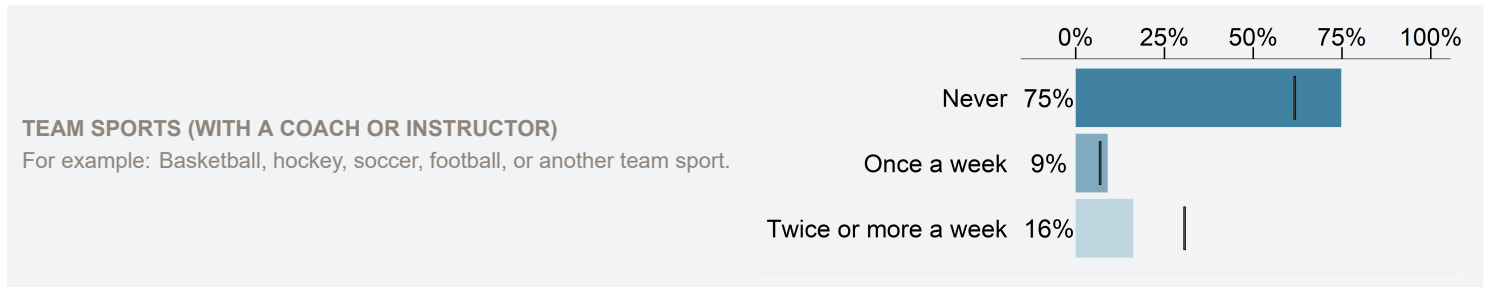 0% 25% 50% 75% 100%
Never 75%
TEAM SPORTS (WITH A COACH OR INSTRUCTOR)
For example: Basketball, hockey, soccer, football, or another team sport.
Once a week 9%
Twice or more a week 16%